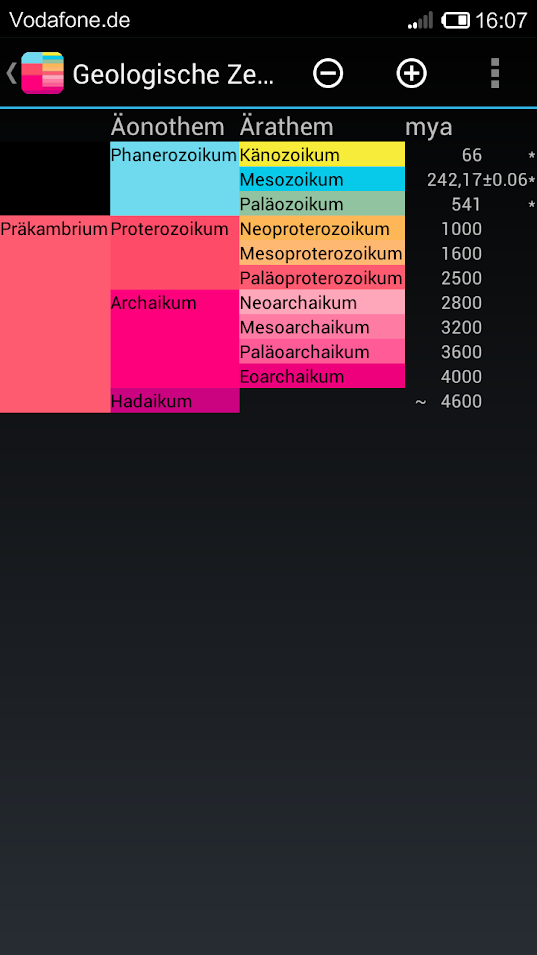 Vodafone.de 16:07
Geologische Ze...
Äonothem Ärathem mya
Phanerozoikum Känozoikum 66 *
Mesozoikum 242,17±0.06*
Paläozoikum 541 *
Präkambrium Proterozoikum Neoproterozoikum 1000
Mesoproterozoikum 1600
Paläoproterozoikum 2500
Archaikum Neoarchaikum 2800
Mesoarchaikum 3200
Paläoarchaikum 3600
Eoarchaikum 4000
Hadaikum ~ 4600